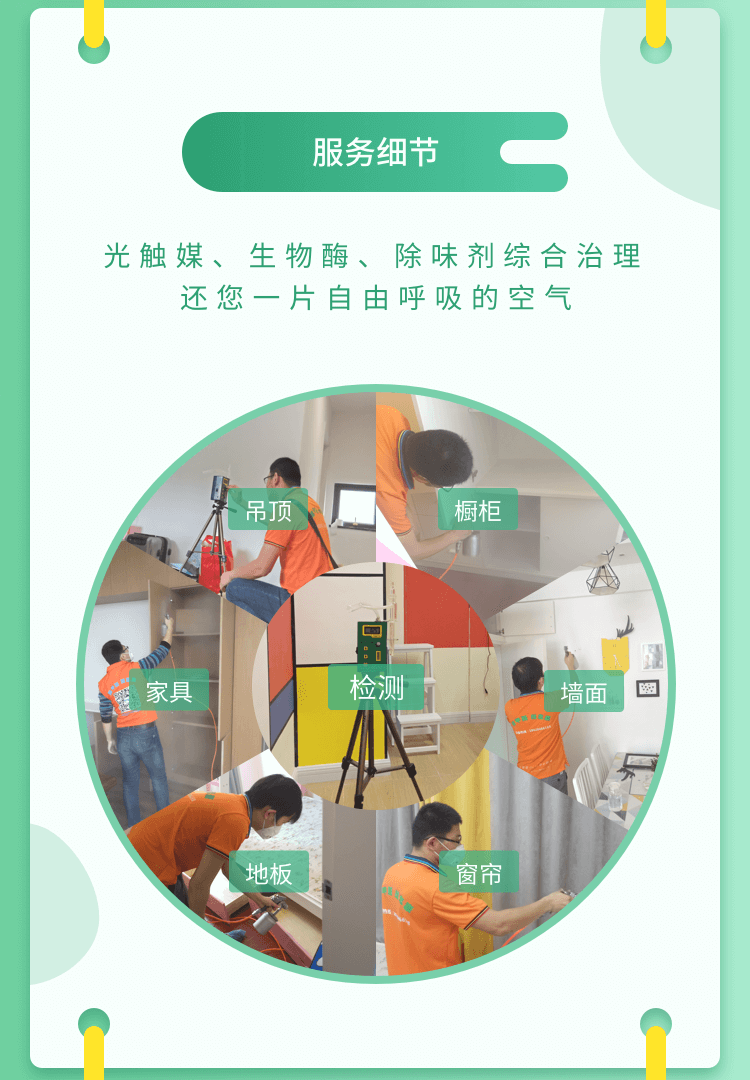 服务细节
光触媒、生物酶、除味剂综合治理
还您一片自由呼吸的空气
吊顶
橱柜
家具
检测
墙面
地板
窗帘